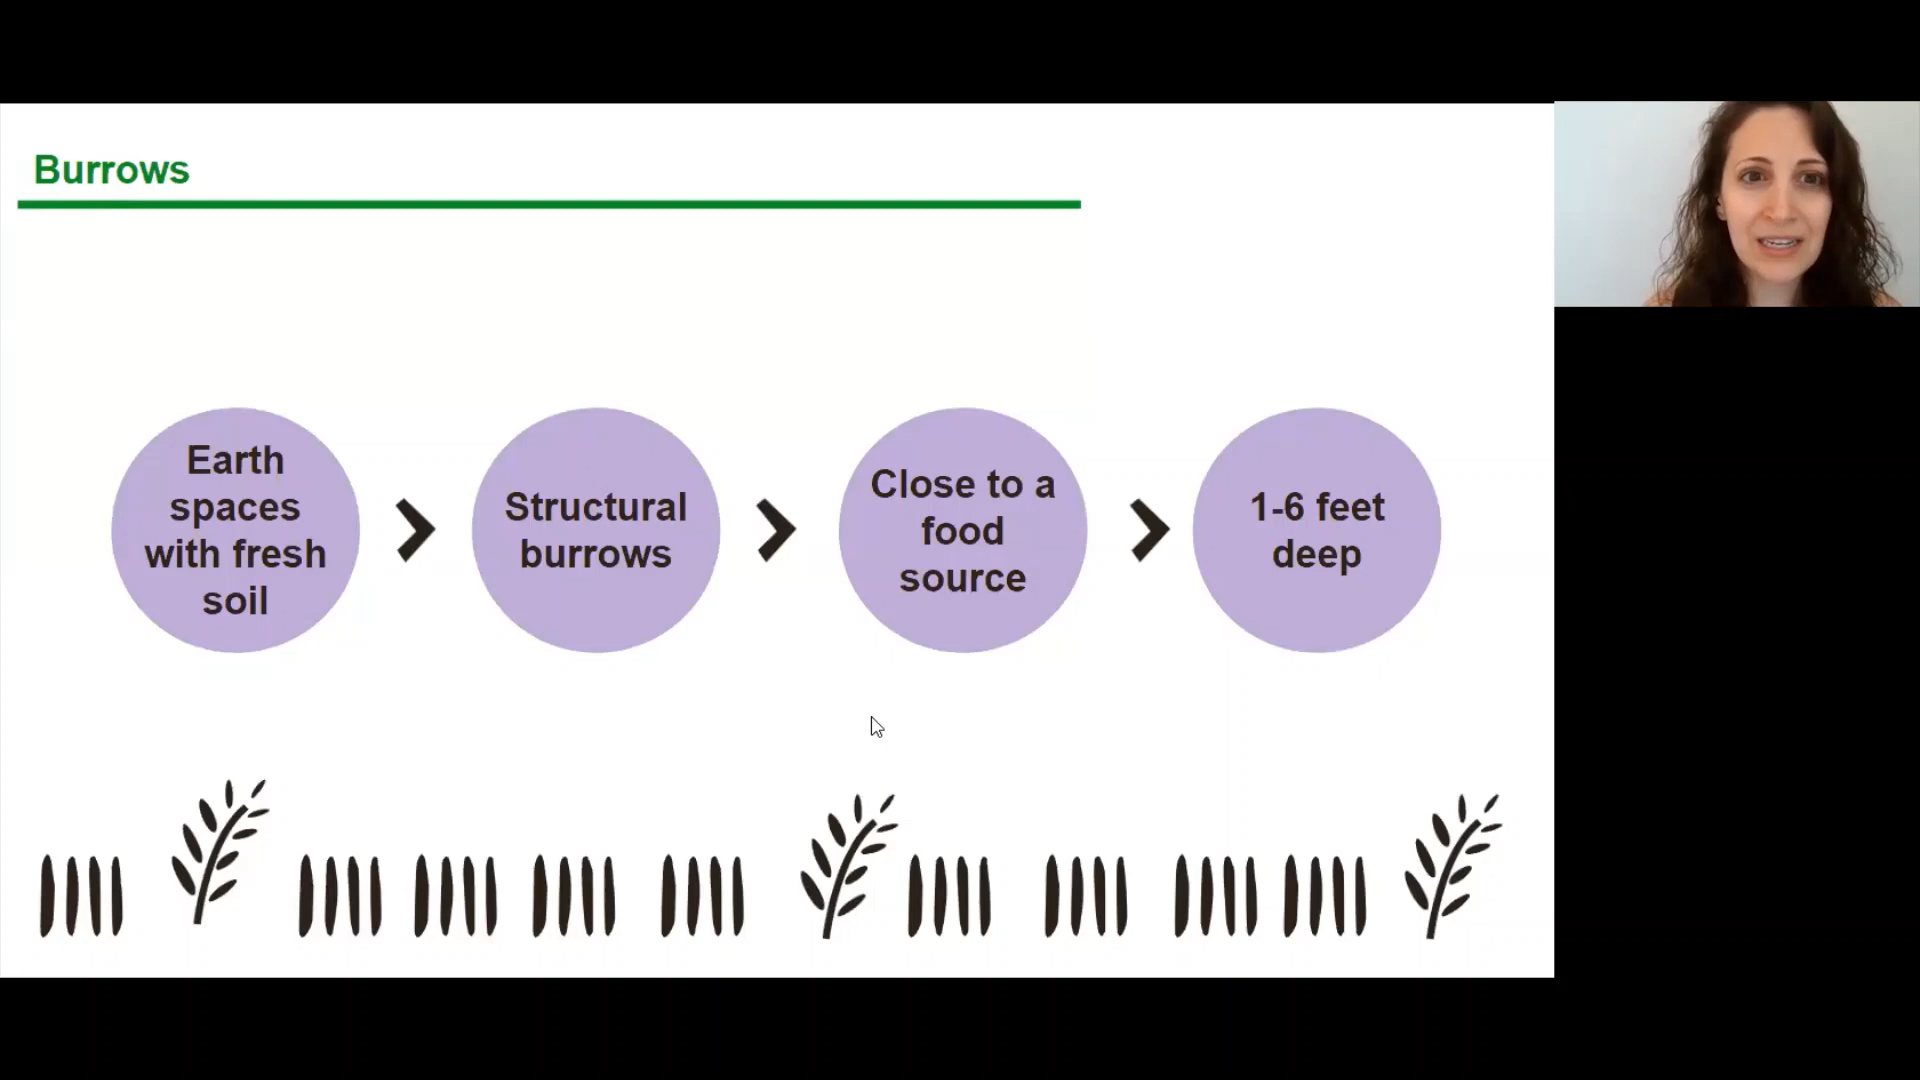 Burrows
Earth
spaces
with fresh
soil
Structural
burrows
Close to a
food
source
1-6 feet
deep